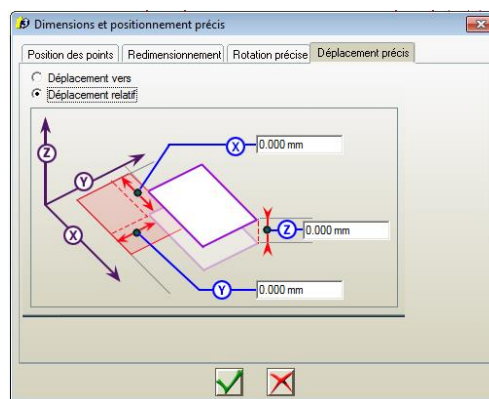 Dimensions et positionnement précis
Position des points Redimensionnement Rotation précise Déplacement précis
Déplacement vers
Déplacement relatif
Z
Y
X
X 0.000 mm
Z 0.000 mm
Y 0.000 mm